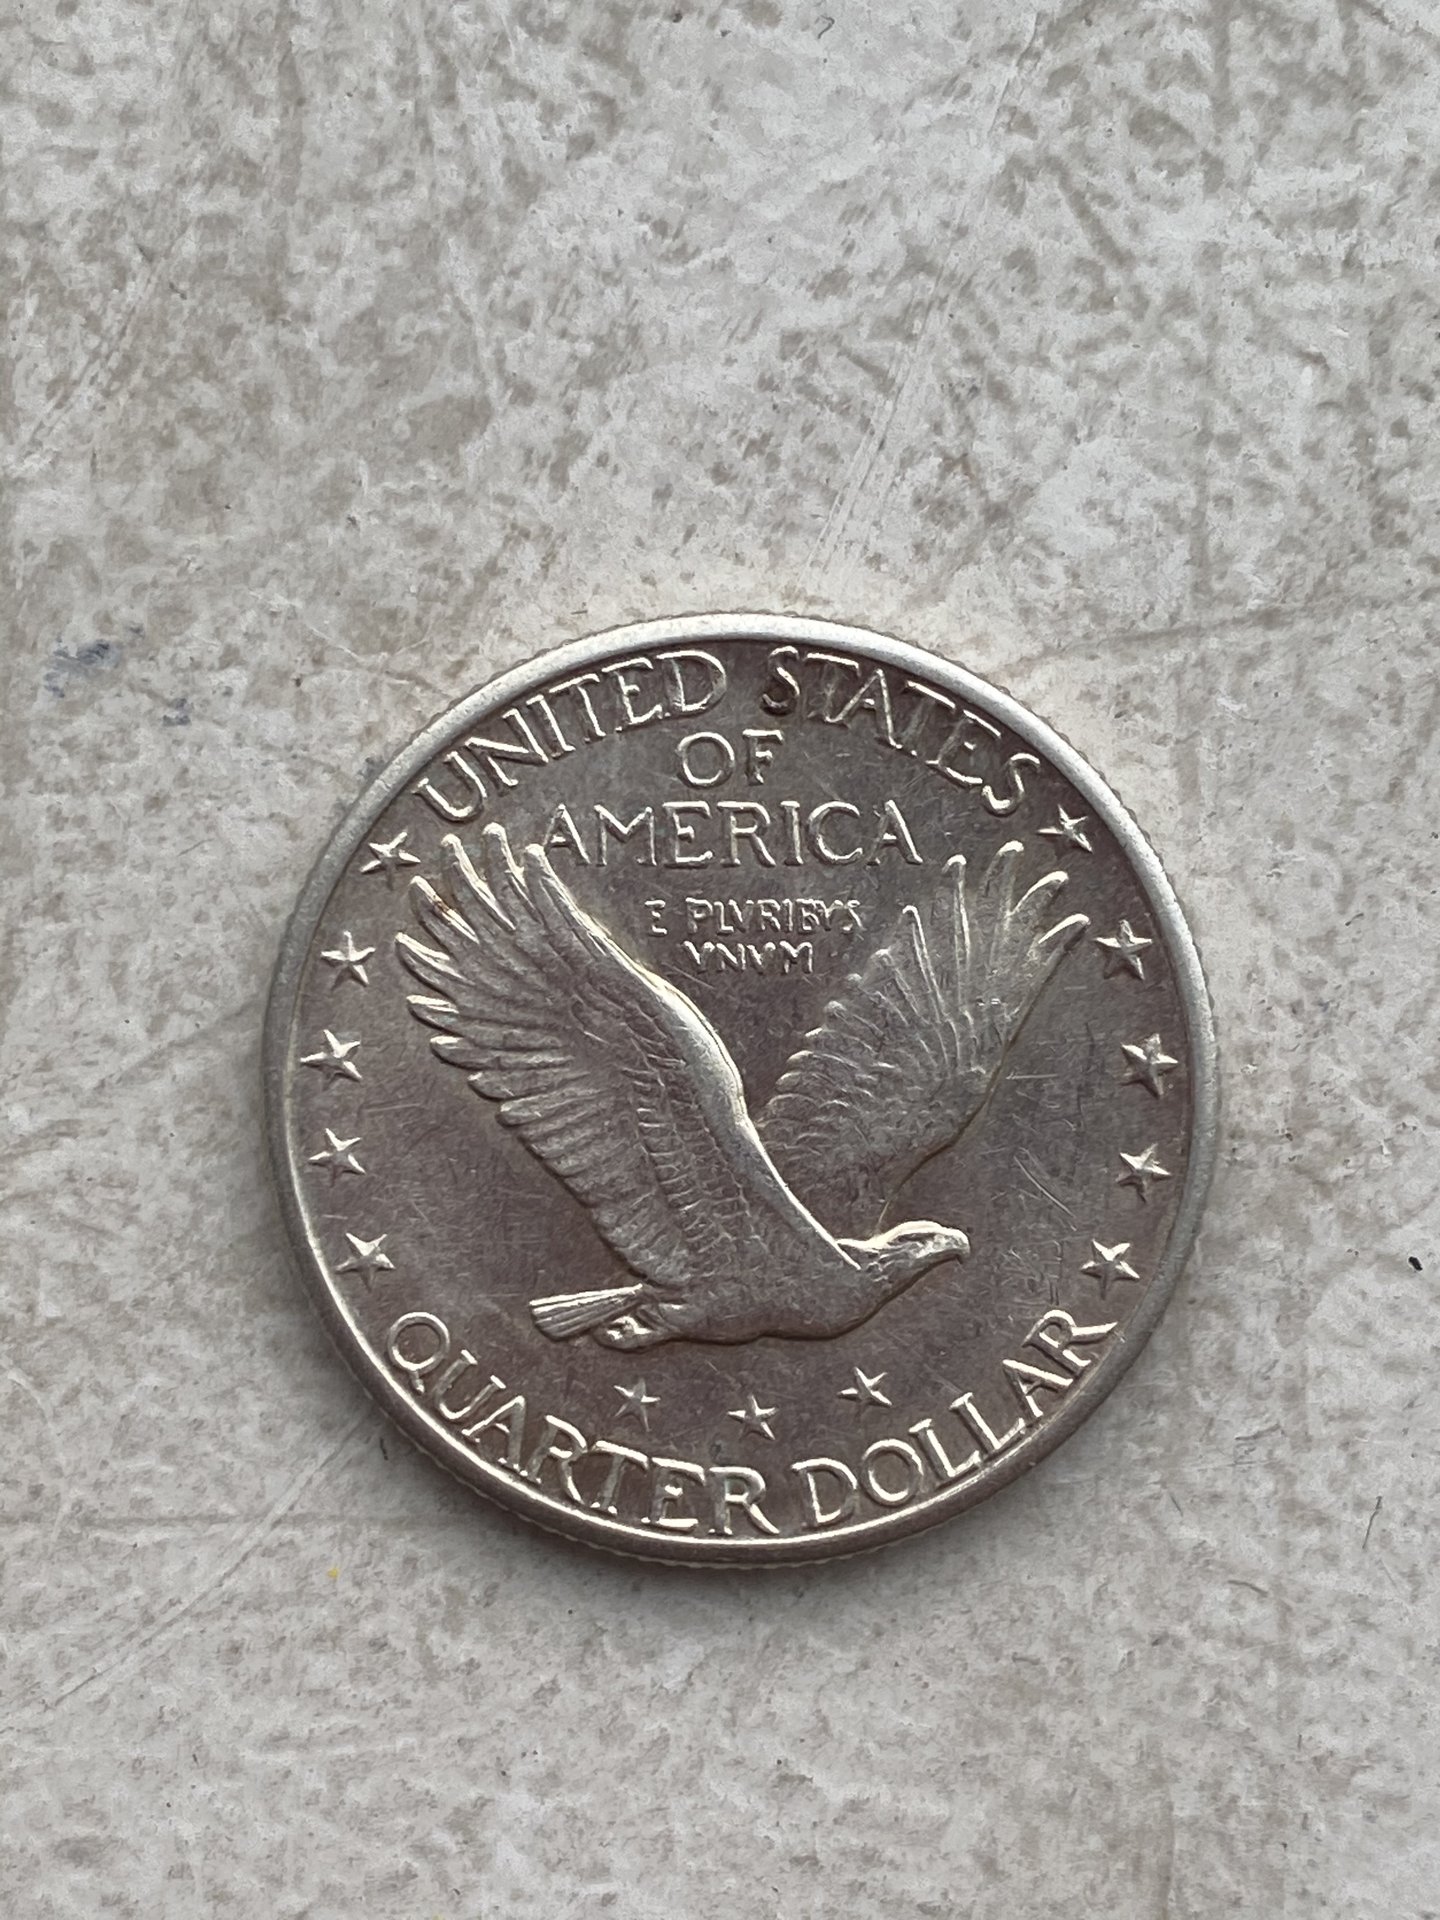 UNITED STATES
OF
AMERICA
E PLVRIBVS
VNVM
QUARTER DOLLAR